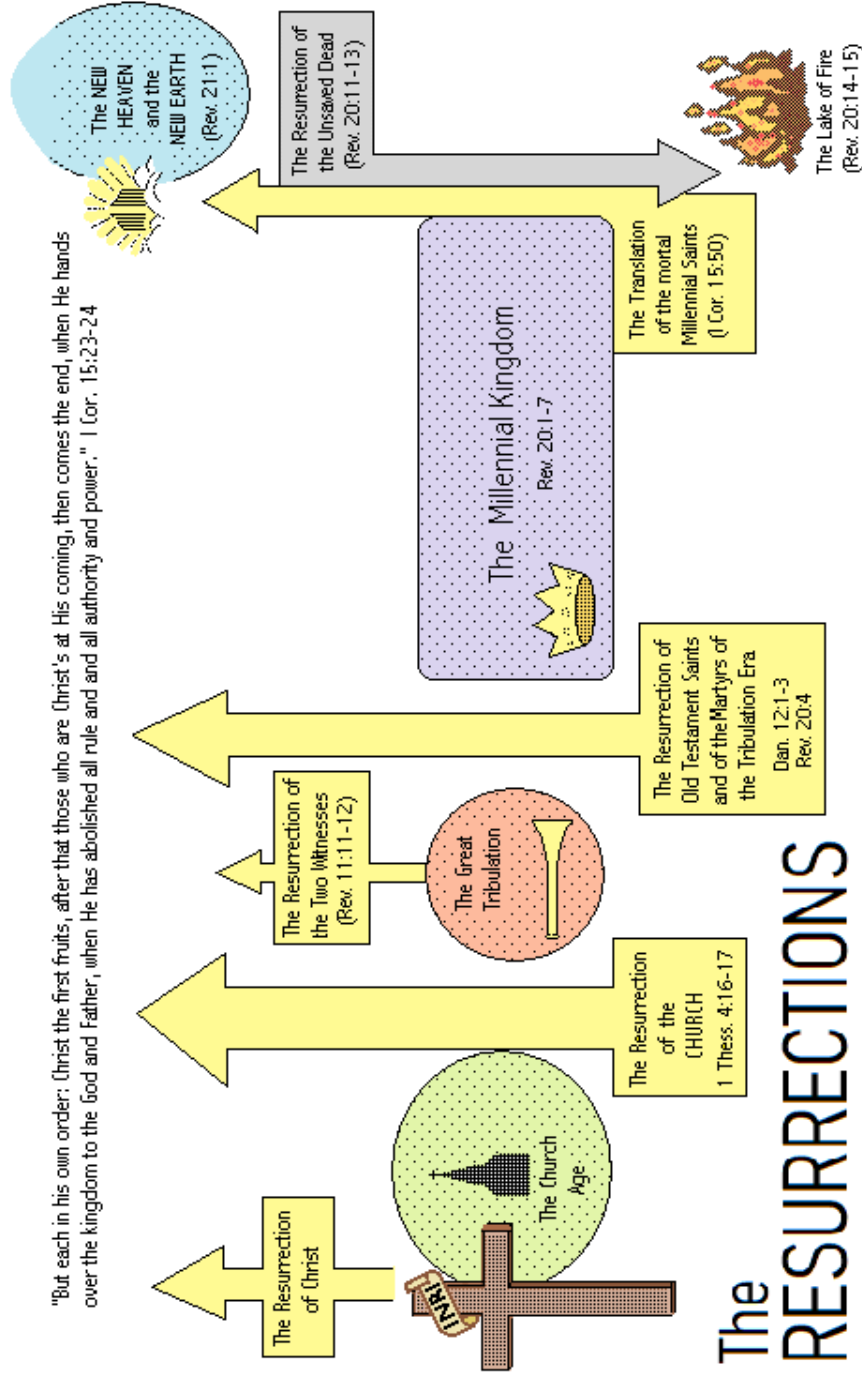 "But each in his own order: Christ the first fruits, after that those who are Christ's at His coming, then comes the end, when He hands
over the kingdom to the God and Father, when He has abolished all rule and and all authority and power." I Cor. 15:23-24
The Resurrection
of Christ
INRI
The Church
Age
The Resurrection
of the
CHURCH
1 Thess. 4:16-17
The Resurrection of
the Two Witnesses
(Rev. 11:11-12)
The Great
Tribulation
The Resurrection of
Old Testament Saints
and of the Martyrs of
the Tribulation Era
Dan. 12:1-3
Rev. 20:4
The Millennial Kingdom
Rev. 20:1-7
The Translation
of the mortal
Millennial Saints
(I Cor. 15:50)
The NEW
HEAVEN
and the
NEW EARTH
(Rev. 21:1)
The Resurrection of
the Unsaved Dead
(Rev. 20:11-13)
The Lake of Fire
(Rev. 20:14-15)
The
RESURRECTIONS